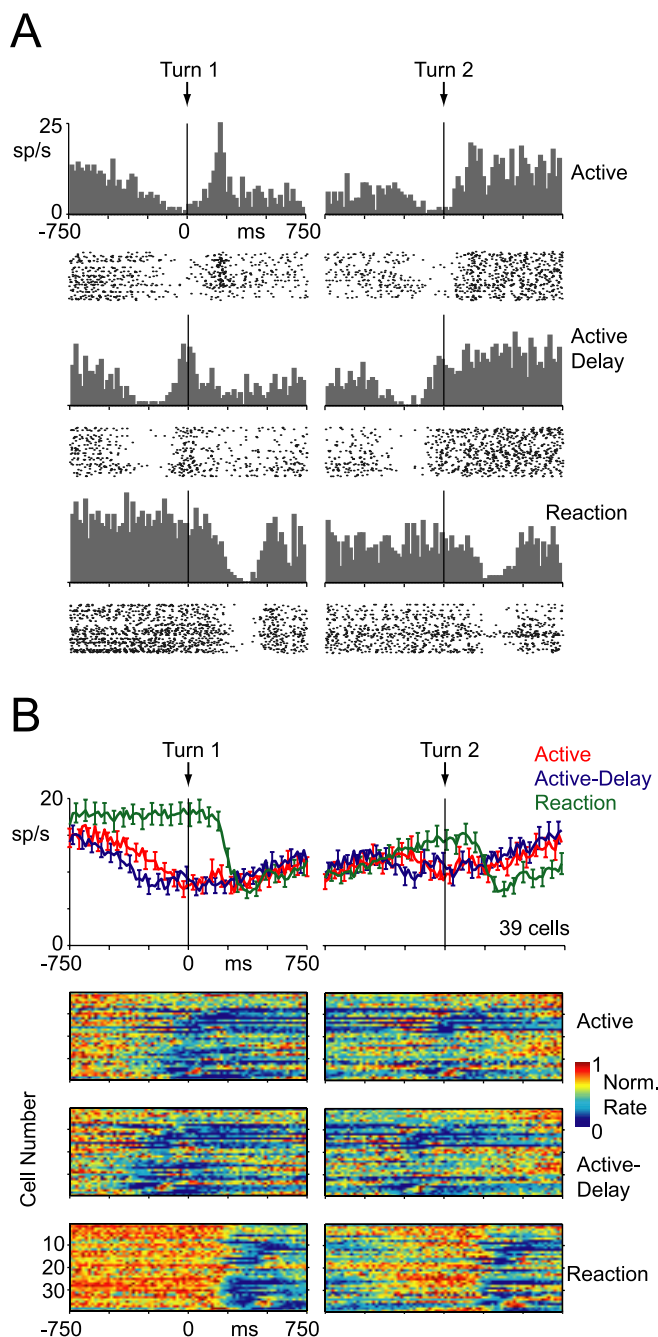 A
Turn 1
Turn 2
25
sp/s
0
Active
-750
0
ms
750
Active
Delay
Reaction
B
Turn 1
Turn 2
Active
Active-Delay
Reaction
20
sp/s
0
39 cells
-750
0
ms
750
Active
1
Norm.
Rate
0
Cell Number
Active-
Delay
10
20
30
Reaction
-750
0
ms
750